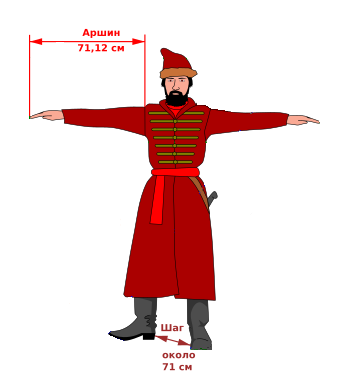 Аршин
71,12 см
Шаг
около
71 см